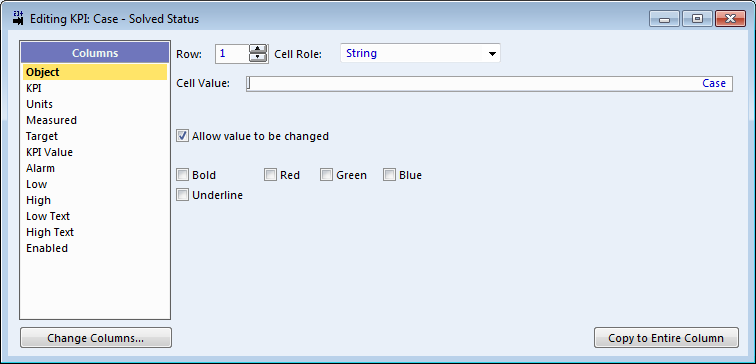 Editing KPI: Case - Solved Status
Columns
Object
KPI
Units
Measured
Target
KPI Value
Alarm
Low
High
Low Text
High Text
Enabled
Change Columns...
Row: 1 Cell Role: String
Cell Value: Case
Allow value to be changed
Bold Red Green Blue
Underline
Copy to Entire Column